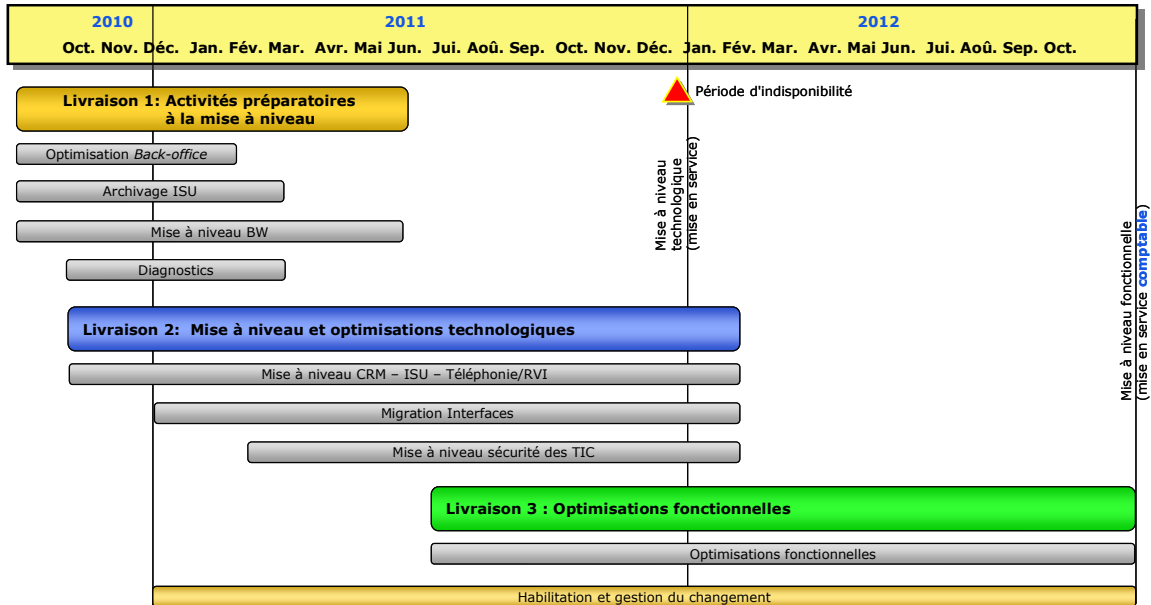 2010 2011 2012
Oct. Nov. Déc. Jan. Fév. Mar. Avr. Mai Jun. Jui. Aoû. Sep. Oct. Nov. Déc. Jan. Fév. Mar. Avr. Mai Jun. Jui. Aoû. Sep. Oct.
Période d'indisponibilité
Livraison 1: Activités préparatoires
à la mise à niveau
Optimisation Back-office
Archivage ISU
Mise à niveau BW
Diagnostics
Mise à niveau
technologique
(mise en service)
Mise à niveau fonctionnelle
(mise en service comptable)
Livraison 2: Mise à niveau et optimisations technologiques
Mise à niveau CRM – ISU – Téléphonie/RVI
Migration Interfaces
Mise à niveau sécurité des TIC
Livraison 3 : Optimisations fonctionnelles
Optimisations fonctionnelles
Habilitation et gestion du changement